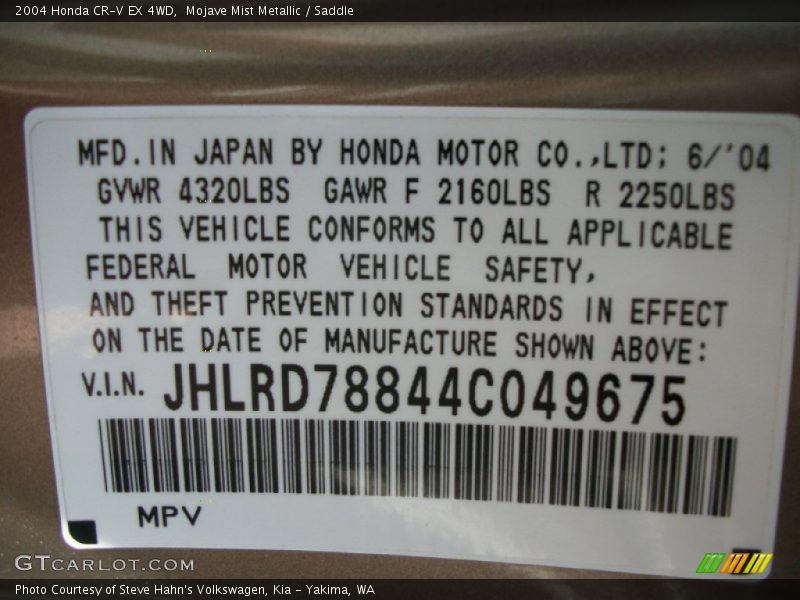 2004 Honda CR-V EX 4WD, Mojave Mist Metallic / Saddle
MFD.IN JAPAN BY HONDA MOTOR CO.,LTD; 6/'04
GVWR 4320LBS GAWR F 2160LBS R 2250LBS
THIS VEHICLE CONFORMS TO ALL APPLICABLE
FEDERAL MOTOR VEHICLE SAFETY,
AND THEFT PREVENTION STANDARDS IN EFFECT
ON THE DATE OF MANUFACTURE SHOWN ABOVE:
V.I.N. JHLRD78844C049675
MPV
GTCARLOT.COM
Photo Courtesy of Steve Hahn's Volkswagen, Kia - Yakima, WA